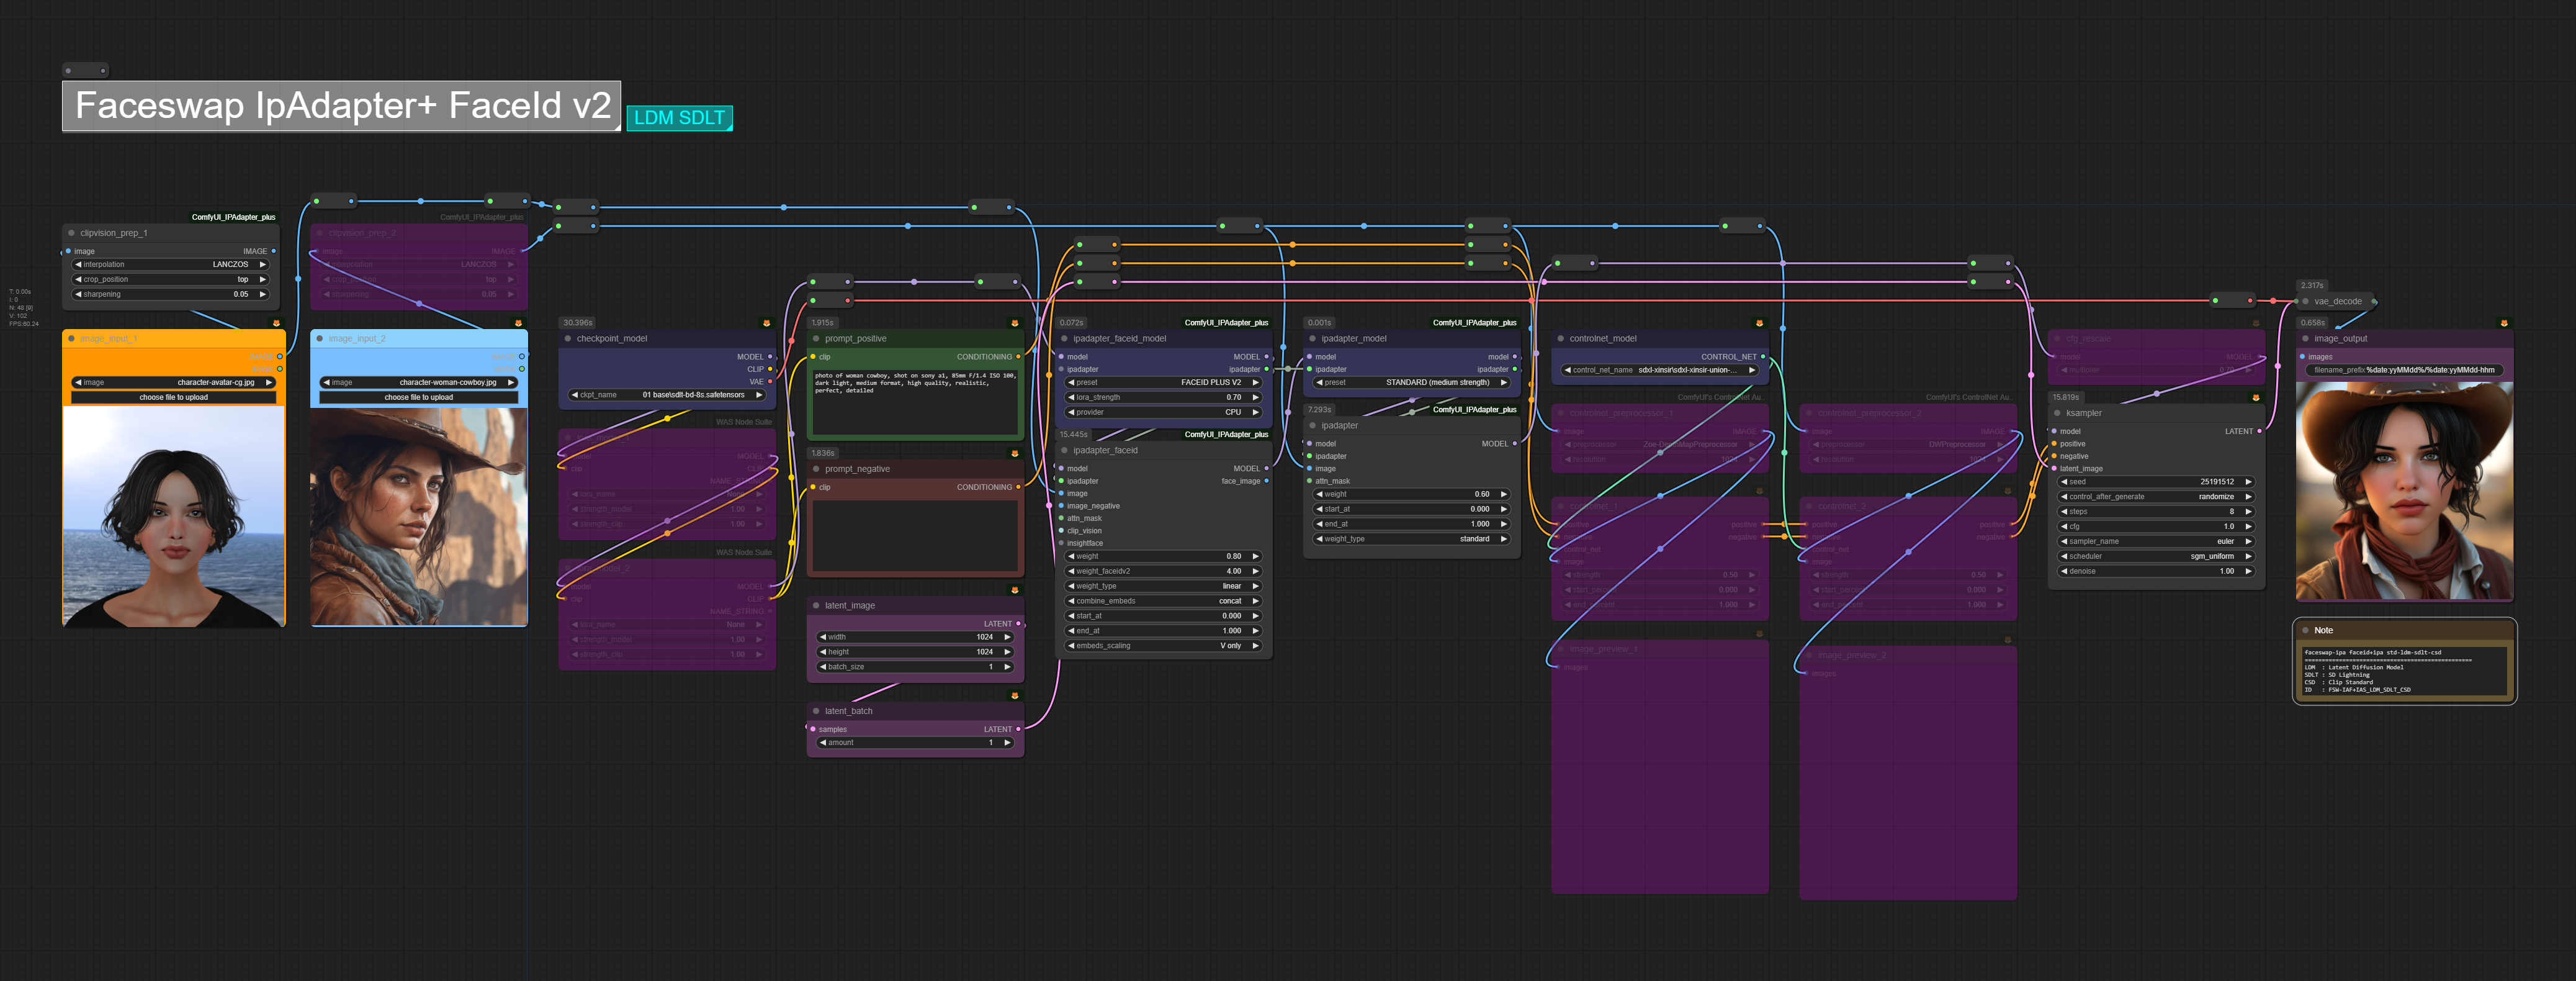 Faceswap IpAdapter+ FaceId v2
LDM SDLT
ComfyUI_IPAdapter_plus
clipvision_prep_1
image IMAGE
interpolation LANCZOS
crop_position top
sharpening 0.05
ComfyUI_IPAdapter_plus
clipvision_prep_2
image IMAGE
interpolation LANCZOS
crop_position top
sharpening 0.05
T: 0.00s
I: 0
V: 102
FPS:60.24
image_input_1
IMAGE
image character-avatar-cg.jpg
choose file to upload
image_input_2
image character-woman-cowboy.jpg
choose file to upload
30.396s
checkpoint_model
MODEL
CLIP
VAE
ckpt_name 01 base\sdlt-bd-8s.safetensors
WAS Node Suite
MODEL
clip CLIP
NAME_STRING
lora_name None
strength_model 1.00
strength_clip 1.00
WAS Node Suite
MODEL
clip CLIP
NAME_STRING
lora_name None
strength_model 1.00
strength_clip 1.00
1.915s
prompt_positive
clip CONDITIONING
photo of woman cowboy, shot on sony a1, 85mm F/1.4 ISO 100,
dark light, medium format, high quality, realistic,
perfect, detailed
1.836s
prompt_negative
clip CONDITIONING
latent_image
LATENT
width 1024
height 1024
batch_size 1
latent_batch
samples LATENT
amount 1
0.072s ComfyUI_IPAdapter_plus
ipadapter_faceid_model
model MODEL
ipadapter ipadapter
preset FACEID PLUS V2
lora_strength 0.70
provider CPU
15.445s ComfyUI_IPAdapter_plus
ipadapter_faceid
model MODEL
ipadapter face_image
image
image_negative
attn_mask
clip_vision
insightface
weight 0.80
weight_faceidv2 4.00
weight_type linear
combine_embeds concat
start_at 0.000
end_at 1.000
embeds_scaling V only
0.001s ComfyUI_IPAdapter_plus
ipadapter_model
model model
ipadapter ipadapter
preset STANDARD (medium strength)
7.293s ComfyUI_IPAdapter_plus
ipadapter
model MODEL
ipadapter
image
attn_mask
weight 0.60
start_at 0.000
end_at 1.000
weight_type standard
controlnet_model
CONTROL_NET
control_net_name sdxl-xinsir\sdxl-xinsir-union-...
ComfyUI's ControlNet Au..
controlnet_preprocessor_1
image IMAGE
preprocessor Zoe-DepthMapPreprocessor
resolution
controlnet_1
positive positive
negative negative
control_net
image
strength 0.50
start_percent 0.000
end_percent 1.000
image_preview_1
images
ComfyUI's ControlNet Au..
controlnet_preprocessor_2
image IMAGE
preprocessor DWPreprocessor
resolution
controlnet_2
positive positive
negative negative
control_net
image
strength 0.50
start_percent 0.000
end_percent 1.000
image_preview_2
images
cfg_rescale
model MODEL
multiplier
15.819s
ksampler
model LATENT
positive
negative
latent_image
seed 25191512
control_after_generate randomize
steps 8
cfg 1.0
sampler_name euler
scheduler sgm_uniform
denoise 1.00
2.317s
vae_decode
0.658s
image_output
images
filename_prefix %date:yyMMdd%/%date:yyMMdd-hhm
Note
faceswap-ipa faceid+ipa std-ldm-sdlt-csd
================================================
LDM : Latent Diffusion Model
SDLT : SD Lightning
CSD : Clip Standard
ID : FSW-IAF+IAS_LDM_SDLT_CSD